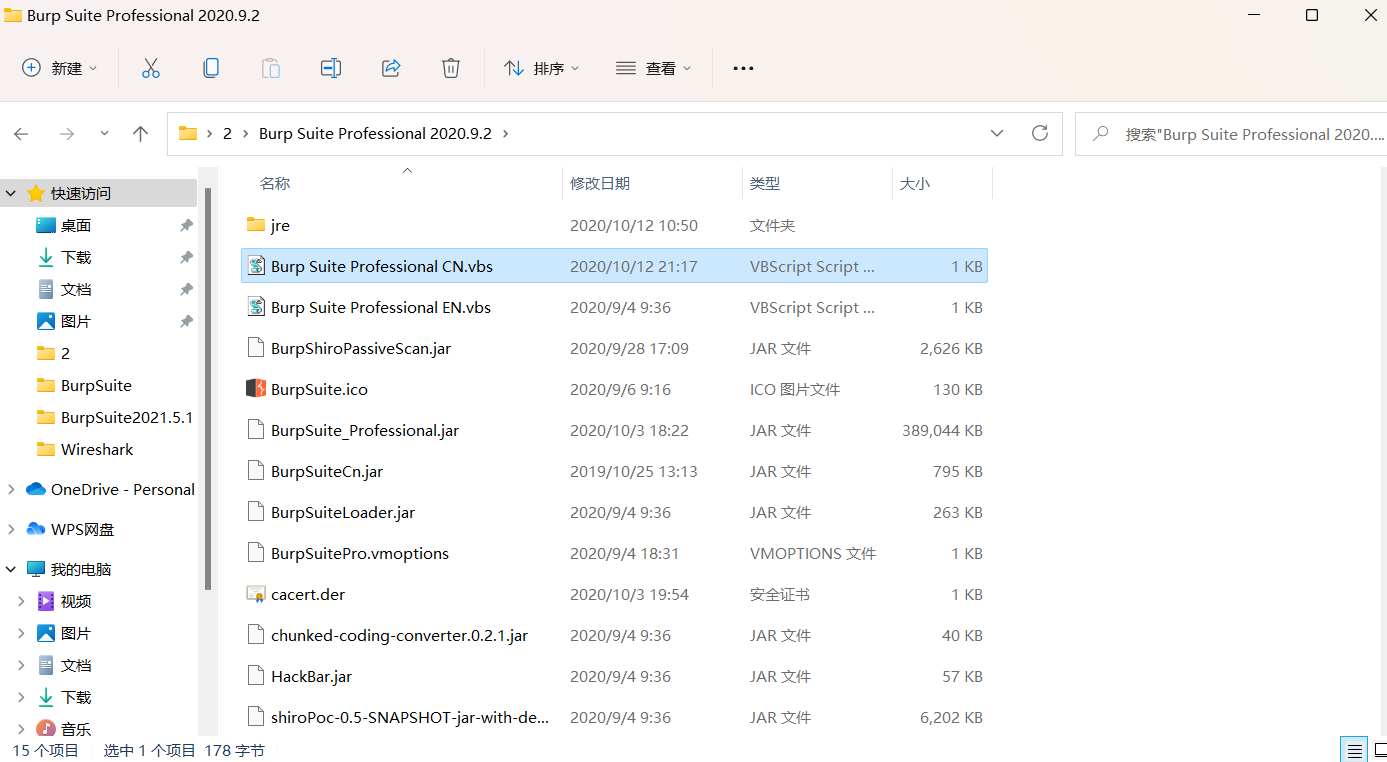 Burp Suite Professional 2020.9.2
新建 排序 查看
2 Burp Suite Professional 2020.9.2 搜索"Burp Suite Professional 2020....
快速访问
桌面
下载
文档
图片
2
BurpSuite
BurpSuite2021.5.1
Wireshark
OneDrive - Personal
WPS网盘
我的电脑
视频
图片
文档
下载
音乐
名称 修改日期 类型 大小
jre 2020/10/12 10:50 文件夹
Burp Suite Professional CN.vbs 2020/10/12 21:17 VBScript Script ... 1 KB
Burp Suite Professional EN.vbs 2020/9/4 9:36 VBScript Script ... 1 KB
BurpShiroPassiveScan.jar 2020/9/28 17:09 JAR 文件 2,626 KB
BurpSuite.ico 2020/9/6 9:16 ICO 图片文件 130 KB
BurpSuite_Professional.jar 2020/10/3 18:22 JAR 文件 389,044 KB
BurpSuiteCn.jar 2019/10/25 13:13 JAR 文件 795 KB
BurpSuiteLoader.jar 2020/9/4 9:36 JAR 文件 263 KB
BurpSuitePro.vmoptions 2020/9/4 18:31 VMOPTIONS 文件 1 KB
cacert.der 2020/10/3 19:54 安全证书 1 KB
chunked-coding-converter.0.2.1.jar 2020/9/4 9:36 JAR 文件 40 KB
HackBar.jar 2020/9/4 9:36 JAR 文件 57 KB
shiroPoc-0.5-SNAPSHOT-jar-with-de... 2020/9/4 9:36 JAR 文件 6,202 KB
15 个项目 选中 1 个项目 178 字节